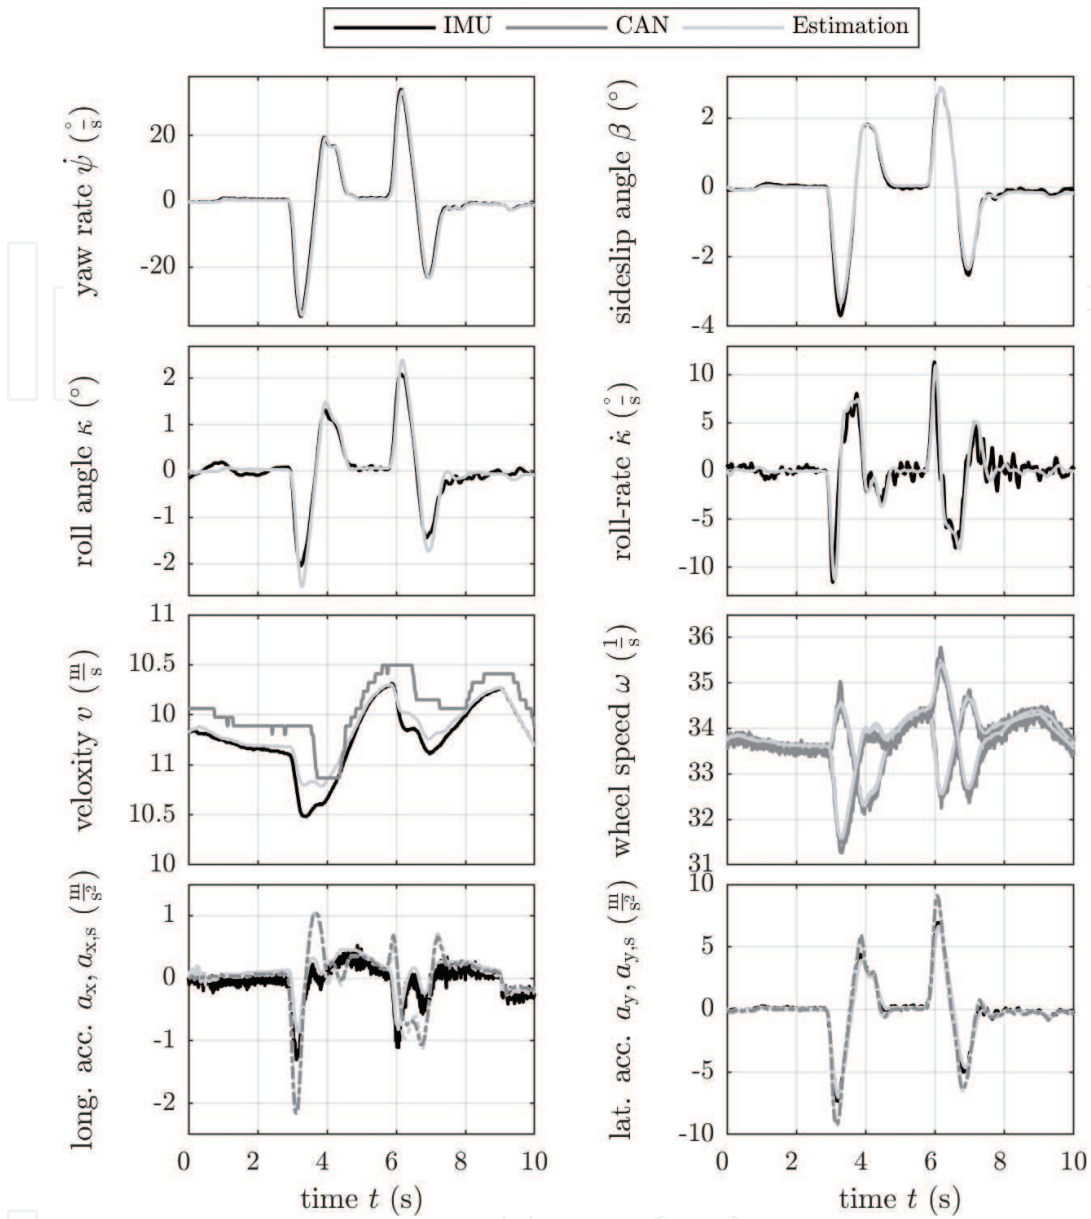 IMU CAN Estimation
yaw rate ψ̇ (°/s)
20
0
-20
sideslip angle β (°)
2
0
-2
-4
roll angle κ (°)
2
1
0
-1
-2
roll-rate κ̇ (°/s)
10
5
0
-5
-10
veloxity v (m/s)
11
10.5
10
11
10.5
10
wheel speed ω (1/s)
36
35
34
33
32
31
long. acc. aₓ, aₓ,ₛ (m/s²)
1
0
-1
-2
0 2 4 6 8 10
time t (s)
lat. acc. a_y, a_y,s (m/s²)
10
5
0
-5
-10
0 2 4 6 8 10
time t (s)